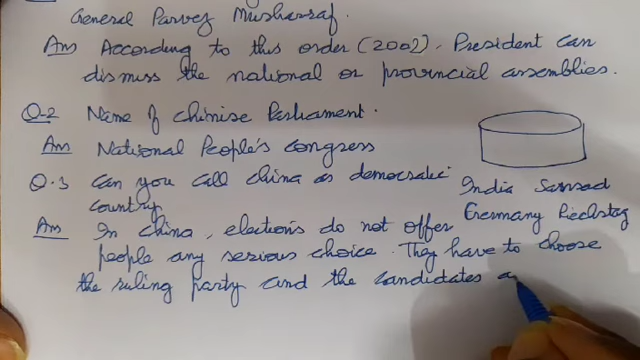 General Parvez Musharraf.
Ans According to this order (2002), President can
dismiss the national or provincial assemblies.
Q-2 Name of chinise Parliament.
Ans National People's congress
Q.3 Can you call China as democratic
country
India Sansad
Germany Reichstag
Ans In China, elections do not offer
people any serious choice. They have to choose
the ruling party and the candidates a